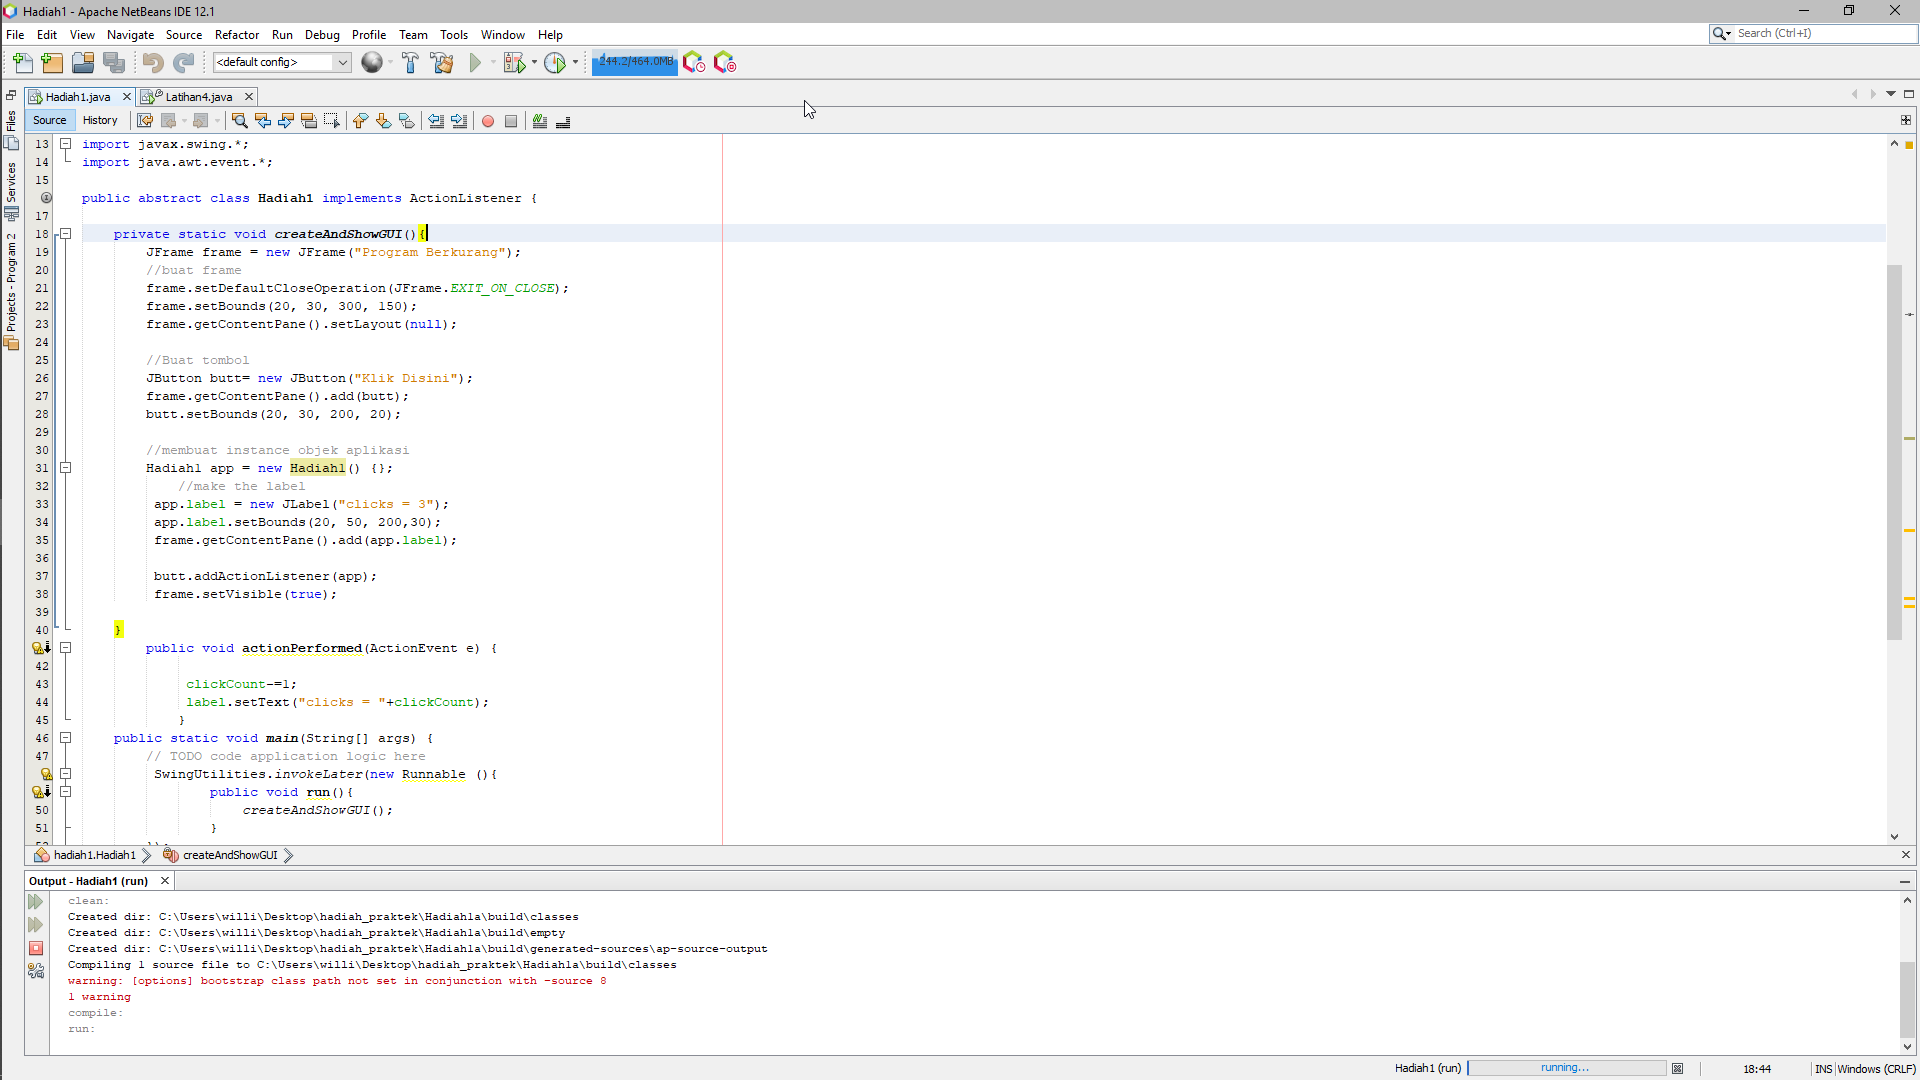 Hadiah1 - Apache NetBeans IDE 12.1
File Edit View Navigate Source Refactor Run Debug Profile Team Tools Window Help
Search (Ctrl+I)
<default config>
244.2/464.0MB
Hadiah1.java
Latihan4.java
Source History
Files
Services
Projects - Program 2
13 import javax.swing.*;
14 import java.awt.event.*;
15
public abstract class Hadiah1 implements ActionListener {
17
18 private static void createAndShowGUI(){
19 JFrame frame = new JFrame("Program Berkurang");
20 //buat frame
21 frame.setDefaultCloseOperation(JFrame.EXIT_ON_CLOSE);
22 frame.setBounds(20, 30, 300, 150);
23 frame.getContentPane().setLayout(null);
24
25 //Buat tombol
26 JButton butt= new JButton("Klik Disini");
27 frame.getContentPane().add(butt);
28 butt.setBounds(20, 30, 200, 20);
29
30 //membuat instance objek aplikasi
31 Hadiah1 app = new Hadiah1() {};
32 //make the label
33 app.label = new JLabel("clicks = 3");
34 app.label.setBounds(20, 50, 200,30);
35 frame.getContentPane().add(app.label);
36
37 butt.addActionListener(app);
38 frame.setVisible(true);
39
40 }
public void actionPerformed(ActionEvent e) {
42
43 clickCount-=1;
44 label.setText("clicks = "+clickCount);
45 }
46 public static void main(String[] args) {
47 // TODO code application logic here
SwingUtilities.invokeLater(new Runnable (){
public void run(){
50 createAndShowGUI();
51 }
hadiah1.Hadiah1 createAndShowGUI
Output - Hadiah1 (run)
clean:
Created dir: C:\Users\willi\Desktop\hadiah_praktek\Hadiah1a\build\classes
Created dir: C:\Users\willi\Desktop\hadiah_praktek\Hadiah1a\build\empty
Created dir: C:\Users\willi\Desktop\hadiah_praktek\Hadiah1a\build\generated-sources\ap-source-output
Compiling 1 source file to C:\Users\willi\Desktop\hadiah_praktek\Hadiah1a\build\classes
warning: [options] bootstrap class path not set in conjunction with -source 8
1 warning
compile:
run:
Hadiah1 (run) running... 18:44 INS Windows (CRLF)